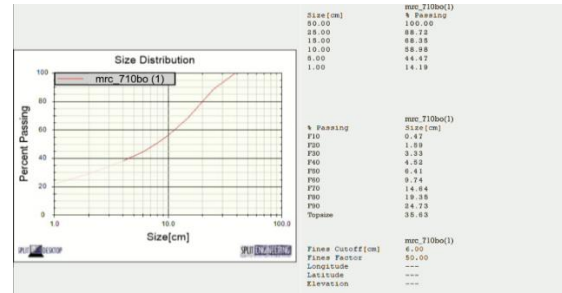 Size Distribution
mrc_710bo (1)
Percent Passing
100
80
60
40
20
0
1.0 10.0 100.0
Size[cm]
SPLIT DESKTOP
SPLIT ENGINEERING
mrc_710bo(1)
Size[cm] % Passing
50.00 100.00
25.00 88.72
15.00 68.35
10.00 58.98
5.00 44.47
1.00 14.19
mrc_710bo(1)
% Passing Size[cm]
F10 0.47
F20 1.89
F30 3.33
F40 4.52
F50 6.41
9.74
F70 14.64
F80 19.35
F90 24.73
Topsize 35.63
mrc_710bo(1)
Fines Cutoff[cm] 6.00
Fines Factor 50.00
Longitude ---
Latitude ---
Elevation ---